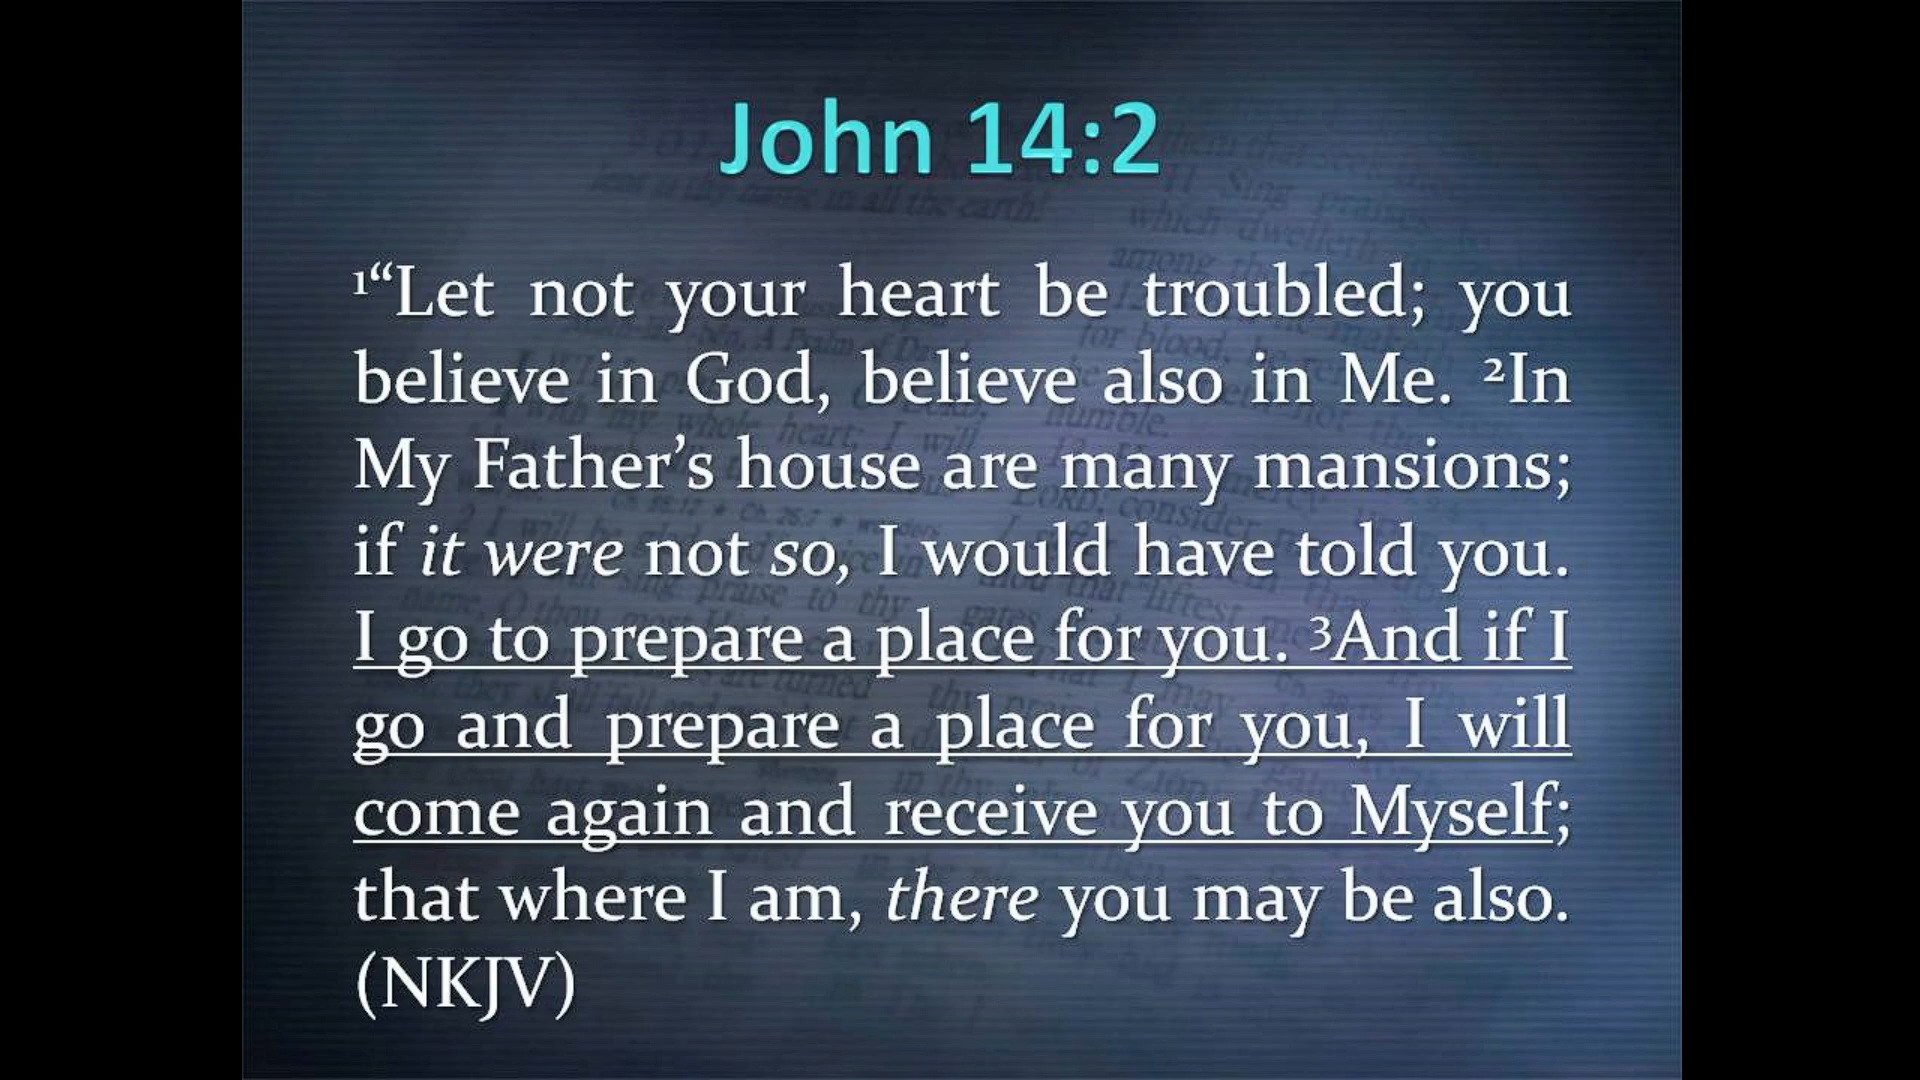 John 14:2
¹“Let not your heart be troubled; you
believe in God, believe also in Me. ²In
My Father’s house are many mansions;
if it were not so, I would have told you.
I go to prepare a place for you. ³And if I
go and prepare a place for you, I will
come again and receive you to Myself;
that where I am, there you may be also.
(NKJV)